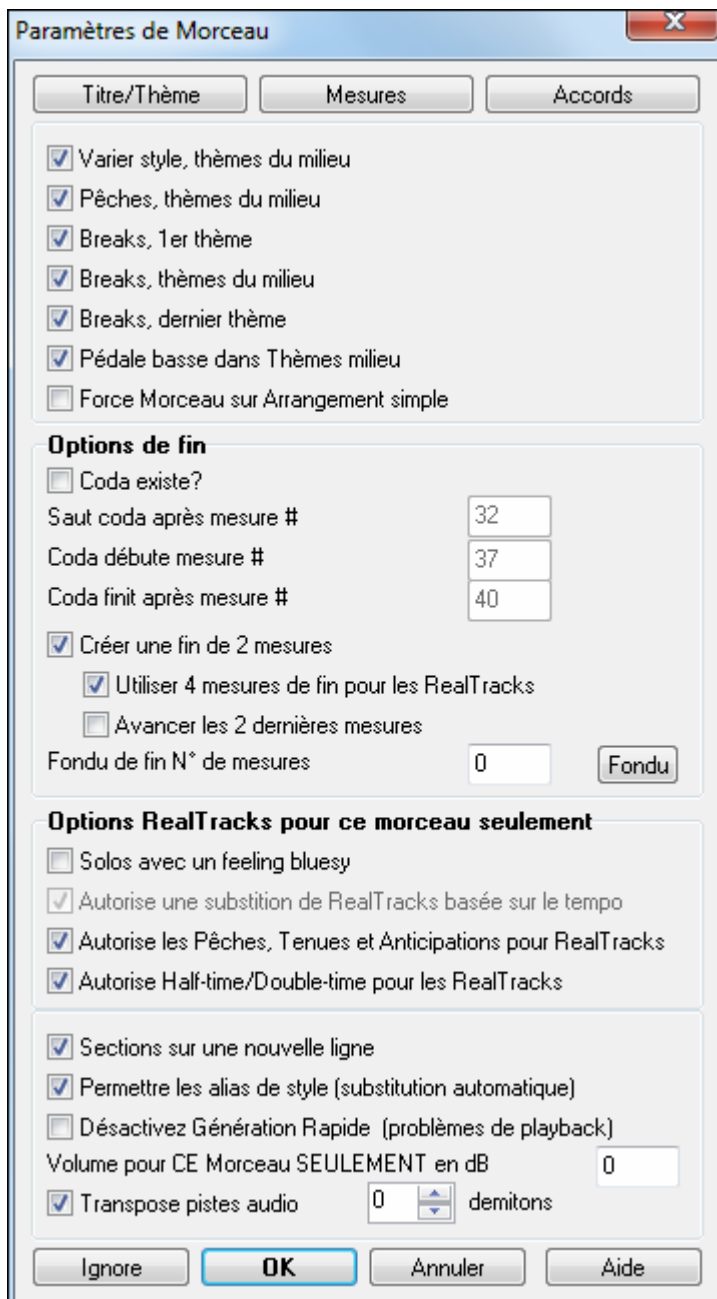 Paramètres de Morceau
Titre/Thème Mesures Accords
Varier style, thèmes du milieu
Pêches, thèmes du milieu
Breaks, 1er thème
Breaks, thèmes du milieu
Breaks, dernier thème
Pédale basse dans Thèmes milieu
Force Morceau sur Arrangement simple
Options de fin
Coda existe?
Saut coda après mesure # 32
Coda débute mesure # 37
Coda finit après mesure # 40
Créer une fin de 2 mesures
Utiliser 4 mesures de fin pour les RealTracks
Avancer les 2 dernières mesures
Fondu de fin N° de mesures 0 Fondu
Options RealTracks pour ce morceau seulement
Solos avec un feeling bluesy
Autorise une substition de RealTracks basée sur le tempo
Autorise les Pêches, Tenues et Anticipations pour RealTracks
Autorise Half-time/Double-time pour les RealTracks
Sections sur une nouvelle ligne
Permettre les alias de style (substitution automatique)
Désactivez Génération Rapide (problèmes de playback)
Volume pour CE Morceau SEULEMENT en dB 0
Transpose pistes audio 0 demitons
Ignore OK Annuler Aide